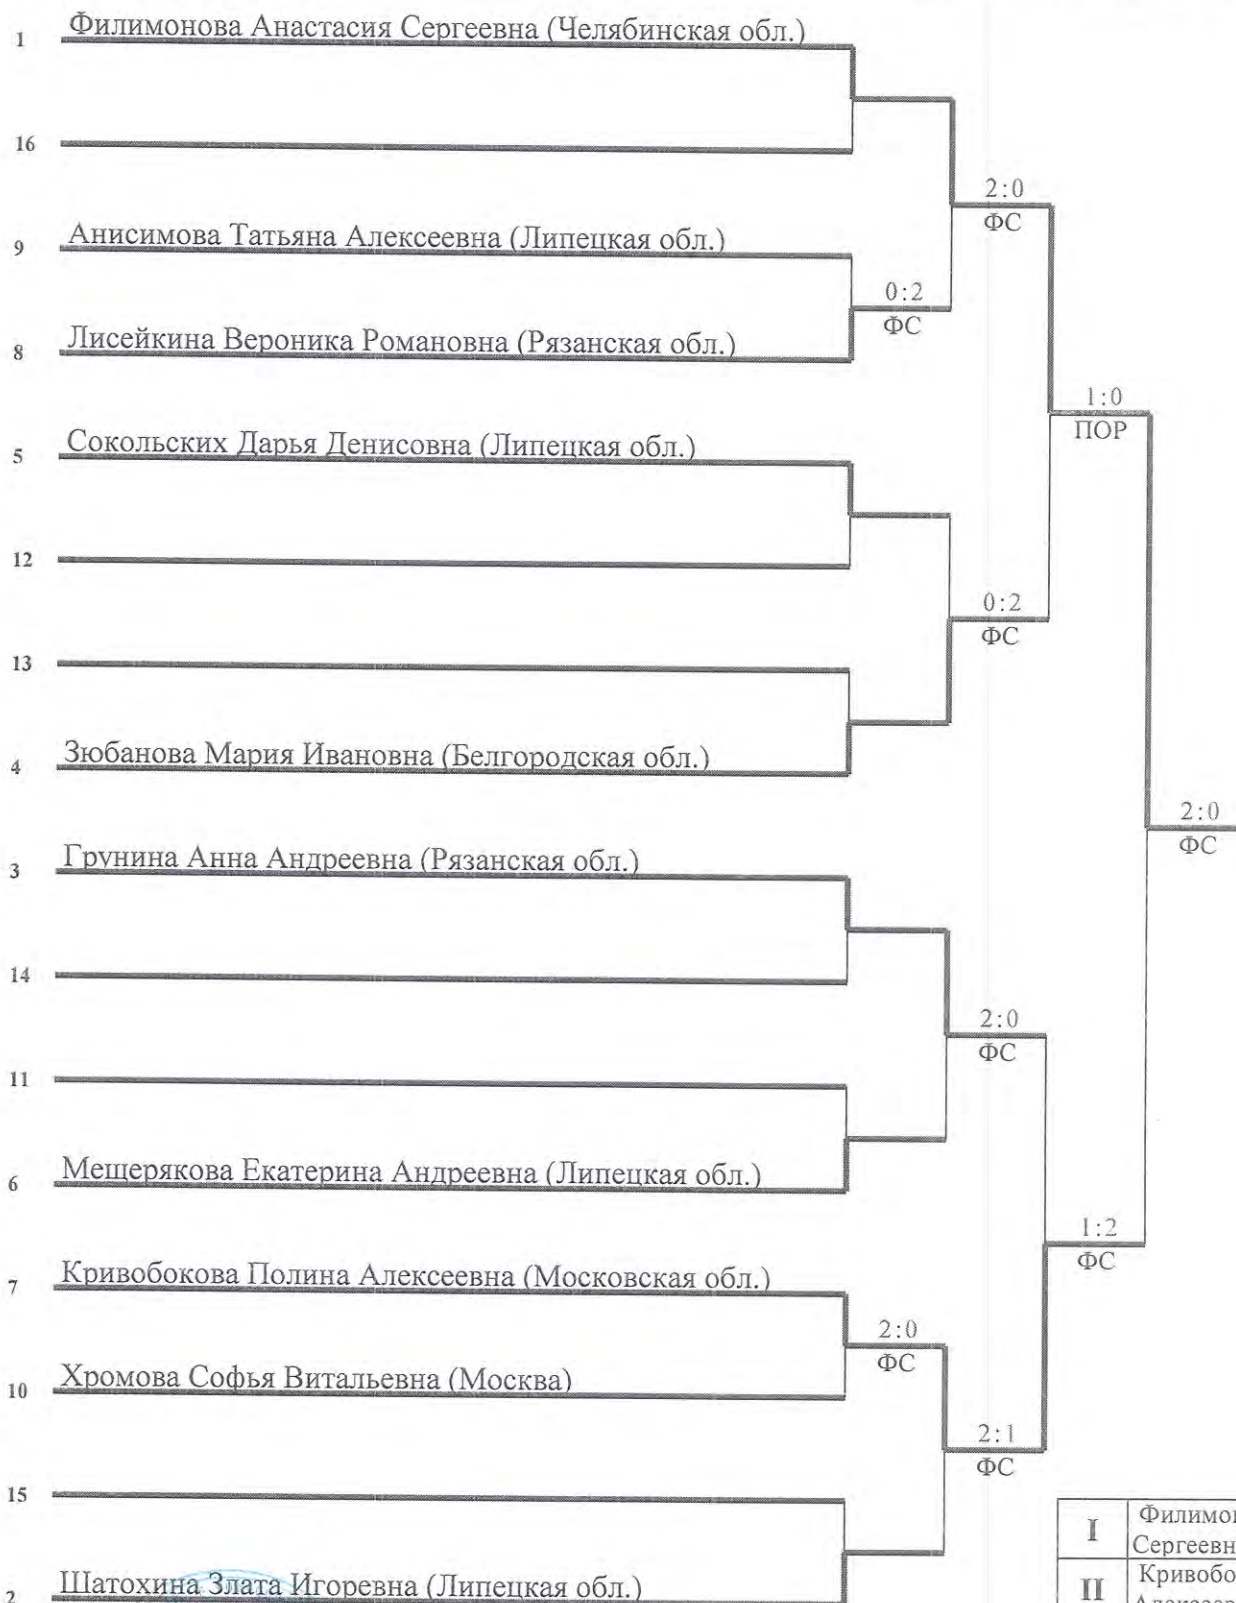 1 Филимонова Анастасия Сергеевна (Челябинская обл.)
16
2:0
ФС
9 Анисимова Татьяна Алексеевна (Липецкая обл.)
0:2
ФС
8 Лисейкина Вероника Романовна (Рязанская обл.)
1:0
ПОР
5 Сокольских Дарья Денисовна (Липецкая обл.)
12
0:2
ФС
13
4 Зюбанова Мария Ивановна (Белгородская обл.)
2:0
ФС
3 Грунина Анна Андреевна (Рязанская обл.)
14
2:0
ФС
11
6 Мещерякова Екатерина Андреевна (Липецкая обл.)
1:2
ФС
7 Кривобокова Полина Алексеевна (Московская обл.)
2:0
ФС
10 Хромова Софья Витальевна (Москва)
2:1
ФС
15
I Филимон
Сергеевн
2 Шатохина Злата Игоревна (Липецкая обл.)
II Кривобо